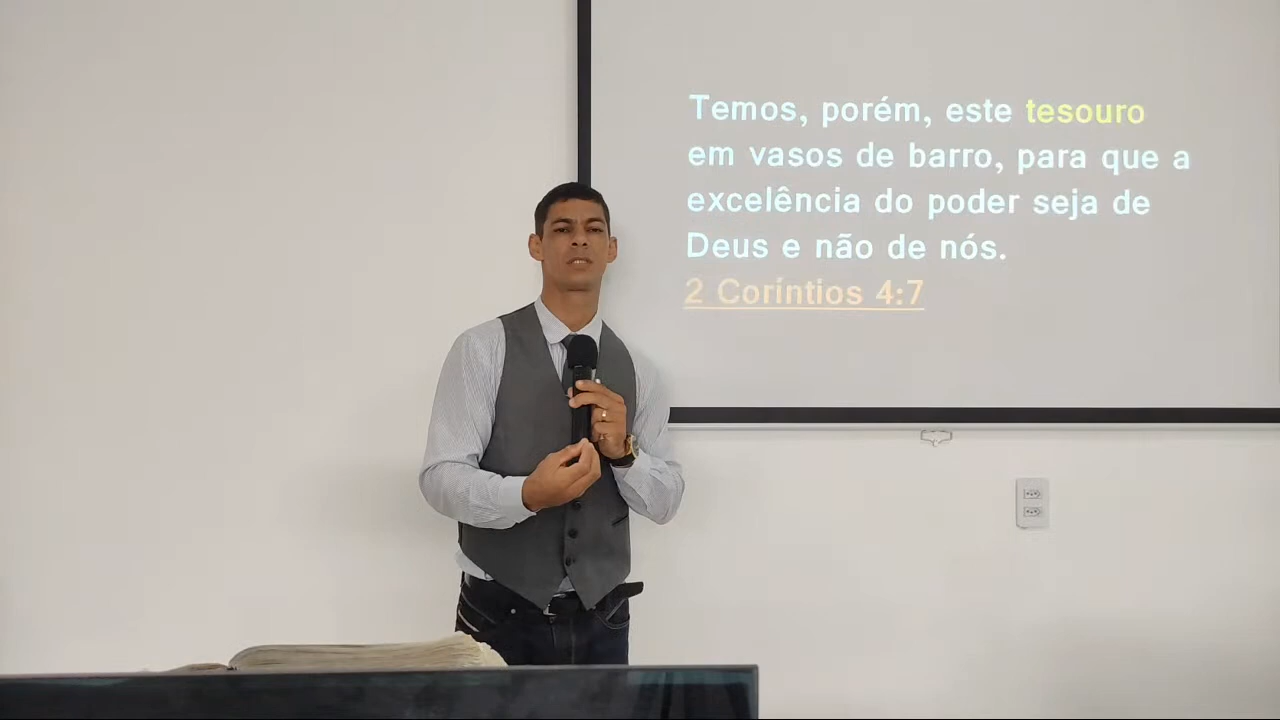 Temos, porém, este tesouro
em vasos de barro, para que a
excelência do poder seja de
Deus e não de nós.
2 Coríntios 4:7